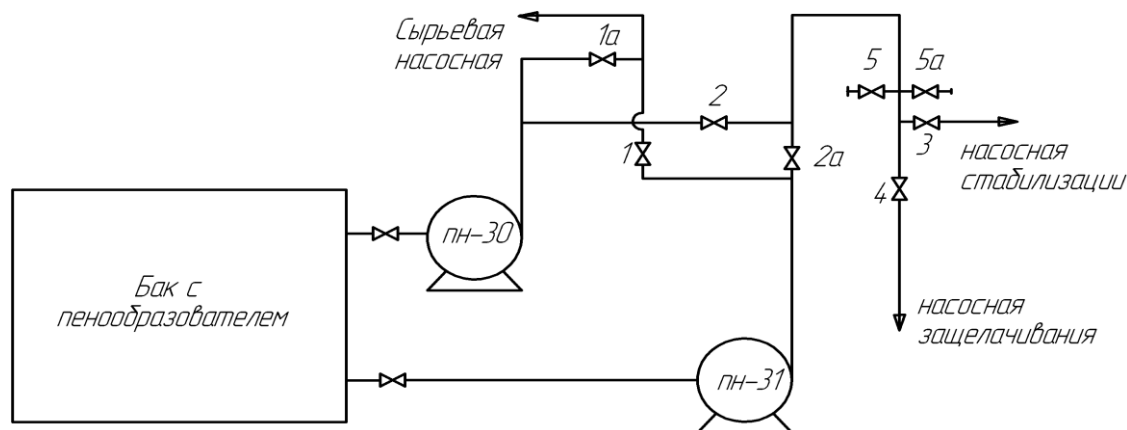 Сырьевая
насосная
1а
2
5
5а
1
2а
3
насосная
стабилизации
4
пн-30
Бак с
пенообразователем
насосная
защелачивания
пн-31